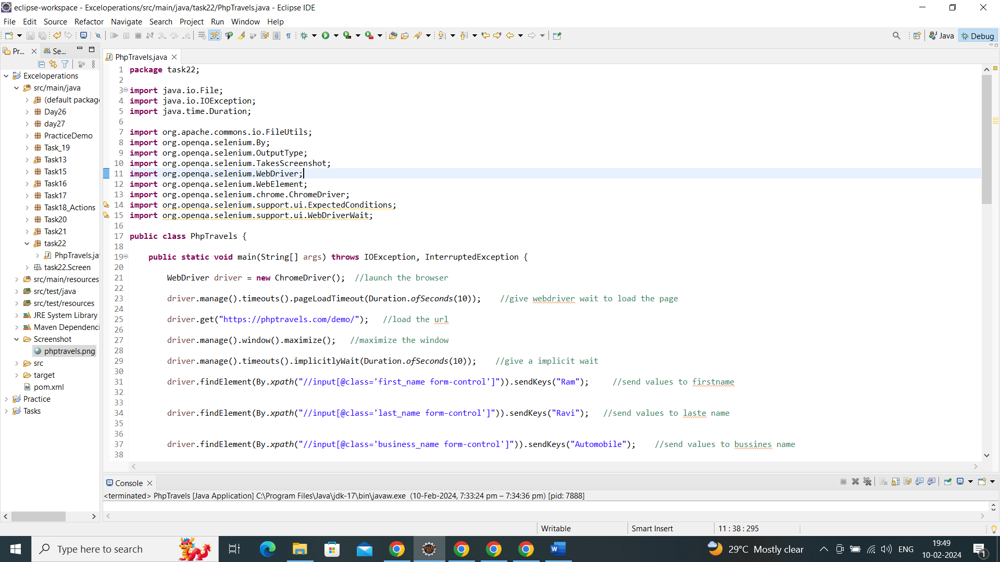 eclipse-workspace - Exceloperations/src/main/java/task22/PhpTravels.java - Eclipse IDE
File Edit Source Refactor Navigate Search Project Run Window Help
Java Debug
Pr... Se...
PhpTravels.java
Exceloperations
src/main/java
(default package
Day26
day27
PracticeDemo
Task_19
Task13
Task15
Task16
Task17
Task18_Actions
Task20
Task21
task22
PhpTravels.ja
task22.Screen
src/main/resources
src/test/java
src/test/resources
JRE System Library
Maven Dependenci
Screenshot
phptravels.png
src
target
pom.xml
Practice
Tasks
1 package task22;
2
3 import java.io.File;
4 import java.io.IOException;
5 import java.time.Duration;
6
7 import org.apache.commons.io.FileUtils;
8 import org.openqa.selenium.By;
9 import org.openqa.selenium.OutputType;
10 import org.openqa.selenium.TakesScreenshot;
11 import org.openqa.selenium.WebDriver;
12 import org.openqa.selenium.WebElement;
13 import org.openqa.selenium.chrome.ChromeDriver;
14 import org.openqa.selenium.support.ui.ExpectedConditions;
15 import org.openqa.selenium.support.ui.WebDriverWait;
16
17 public class PhpTravels {
18
19 public static void main(String[] args) throws IOException, InterruptedException {
20
21 WebDriver driver = new ChromeDriver(); //launch the browser
22
23 driver.manage().timeouts().pageLoadTimeout(Duration.ofSeconds(10)); //give webdriver wait to load the page
24
25 driver.get("https://phptravels.com/demo/"); //load the url
26
27 driver.manage().window().maximize(); //maximize the window
28
29 driver.manage().timeouts().implicitlyWait(Duration.ofSeconds(10)); //give a implicit wait
30
31 driver.findElement(By.xpath("//input[@class='first_name form-control']")).sendKeys("Ram"); //send values to firstname
32
33
34 driver.findElement(By.xpath("//input[@class='last_name form-control']")).sendKeys("Ravi"); //send values to laste name
35
36
37 driver.findElement(By.xpath("//input[@class='business_name form-control']")).sendKeys("Automobile"); //send values to bussines name
38
Console
<terminated> PhpTravels [Java Application] C:\Program Files\Java\jdk-17\bin\javaw.exe (10-Feb-2024, 7:33:24 pm – 7:34:36 pm) [pid: 7888]
Writable Smart Insert 11 : 38 : 295
Type here to search
29°C Mostly clear
ENG
19:49
10-02-2024
1